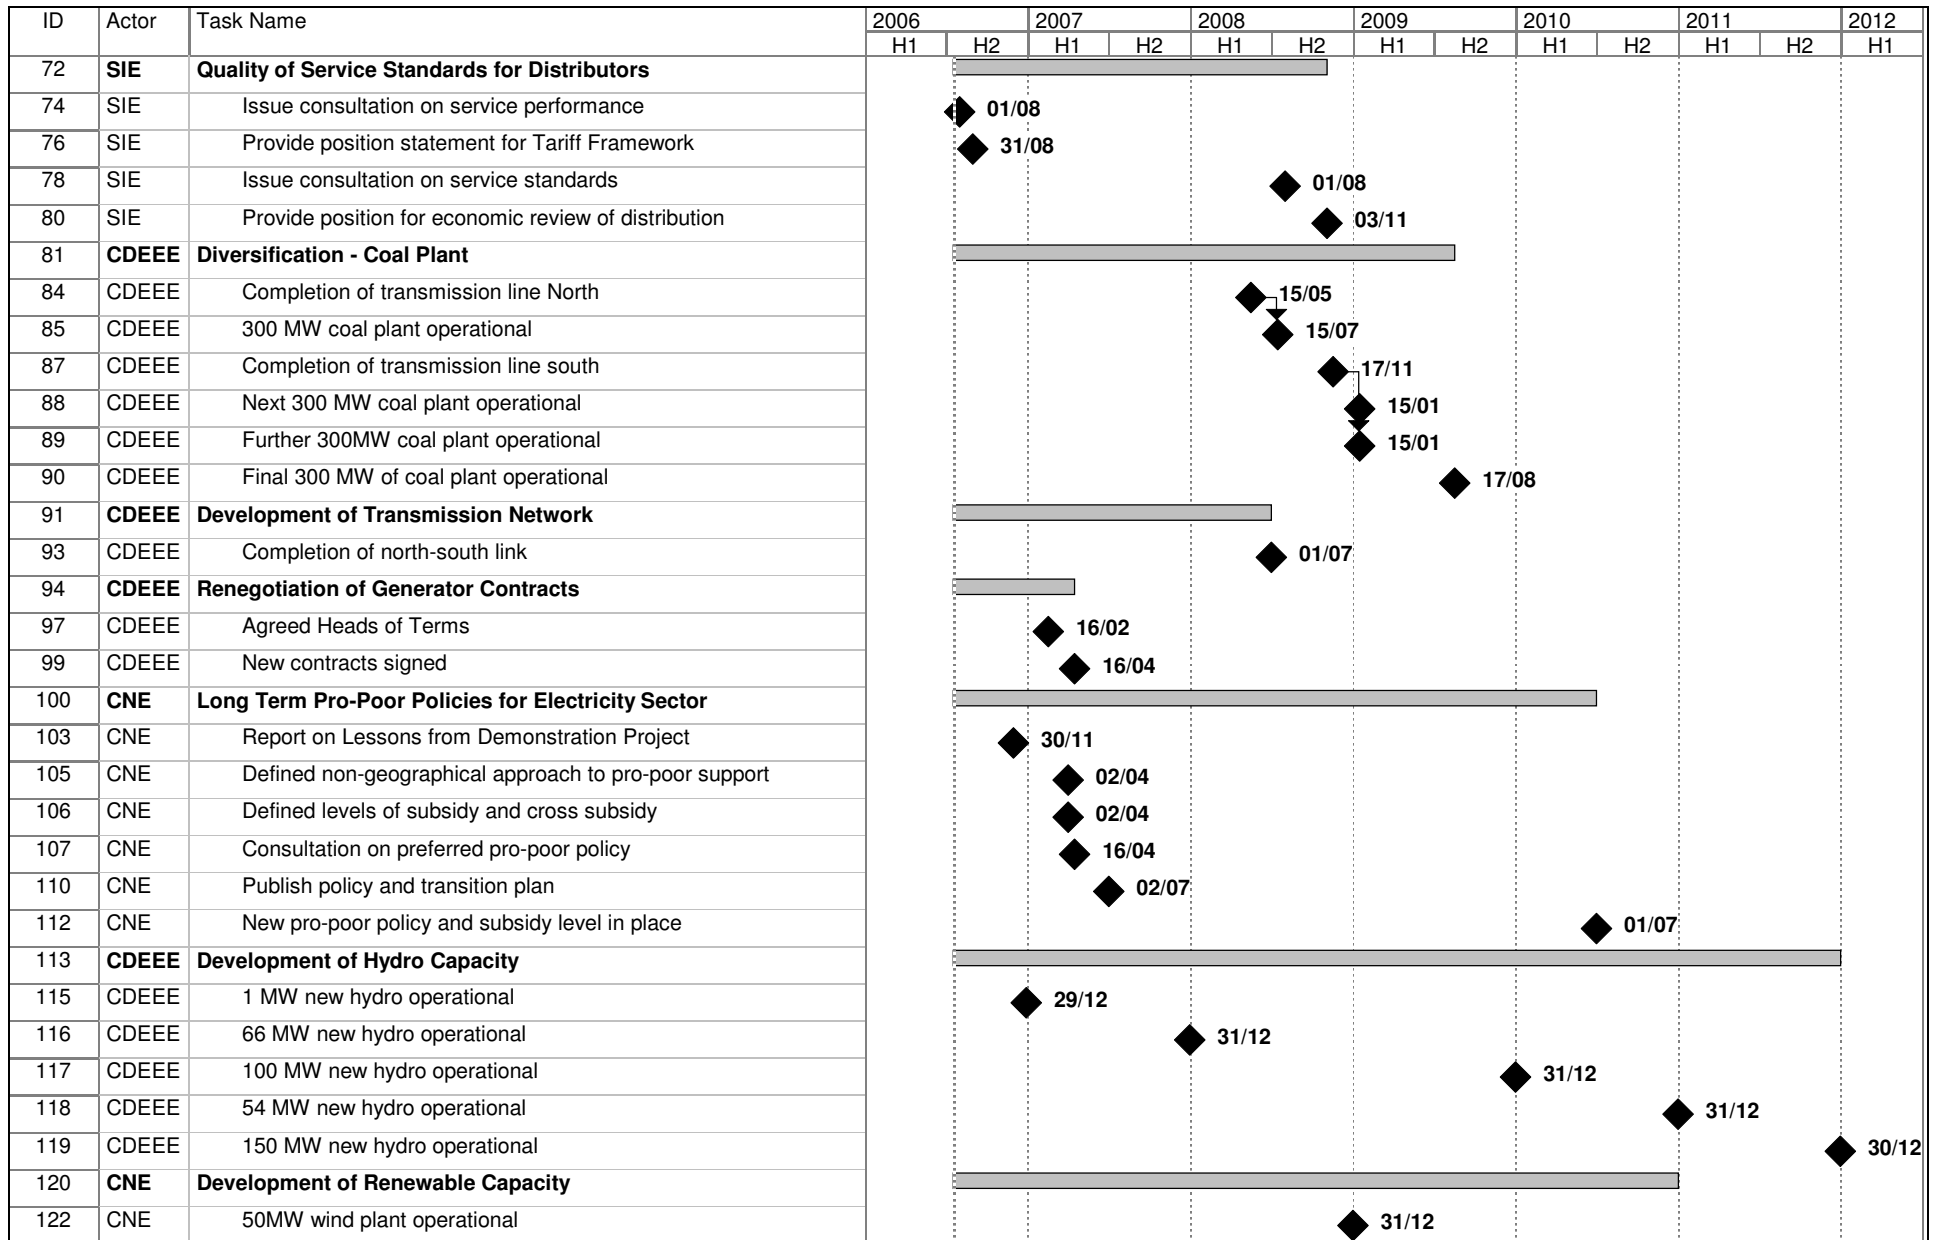 ID Actor Task Name 2006 2007 2008 2009 2010 2011 2012
H1 H2 H1 H2 H1 H2 H1 H2 H1 H2 H1 H2 H1
72 SIE Quality of Service Standards for Distributors
74 SIE Issue consultation on service performance 01/08
76 SIE Provide position statement for Tariff Framework 31/08
78 SIE Issue consultation on service standards 01/08
80 SIE Provide position for economic review of distribution 03/11
81 CDEEE Diversification - Coal Plant
84 CDEEE Completion of transmission line North 15/05
85 CDEEE 300 MW coal plant operational 15/07
87 CDEEE Completion of transmission line south 17/11
88 CDEEE Next 300 MW coal plant operational 15/01
89 CDEEE Further 300MW coal plant operational 15/01
90 CDEEE Final 300 MW of coal plant operational 17/08
91 CDEEE Development of Transmission Network
93 CDEEE Completion of north-south link 01/07
94 CDEEE Renegotiation of Generator Contracts
97 CDEEE Agreed Heads of Terms 16/02
99 CDEEE New contracts signed 16/04
100 CNE Long Term Pro-Poor Policies for Electricity Sector
103 CNE Report on Lessons from Demonstration Project 30/11
105 CNE Defined non-geographical approach to pro-poor support 02/04
106 CNE Defined levels of subsidy and cross subsidy 02/04
107 CNE Consultation on preferred pro-poor policy 16/04
110 CNE Publish policy and transition plan 02/07
112 CNE New pro-poor policy and subsidy level in place 01/07
113 CDEEE Development of Hydro Capacity
115 CDEEE 1 MW new hydro operational 29/12
116 CDEEE 66 MW new hydro operational 31/12
117 CDEEE 100 MW new hydro operational 31/12
118 CDEEE 54 MW new hydro operational 31/12
119 CDEEE 150 MW new hydro operational 30/12
120 CNE Development of Renewable Capacity
122 CNE 50MW wind plant operational 31/12